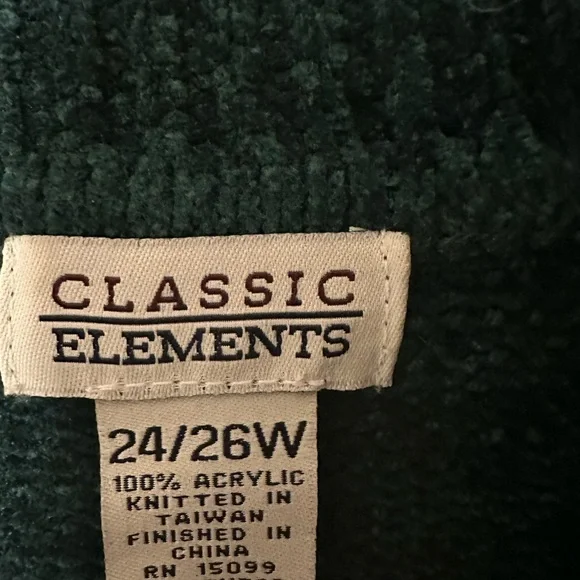 CLASSIC
ELEMENTS
24/26W
100% ACRYLIC
KNITTED IN
TAIWAN
FINISHED IN
CHINA
RN 15099